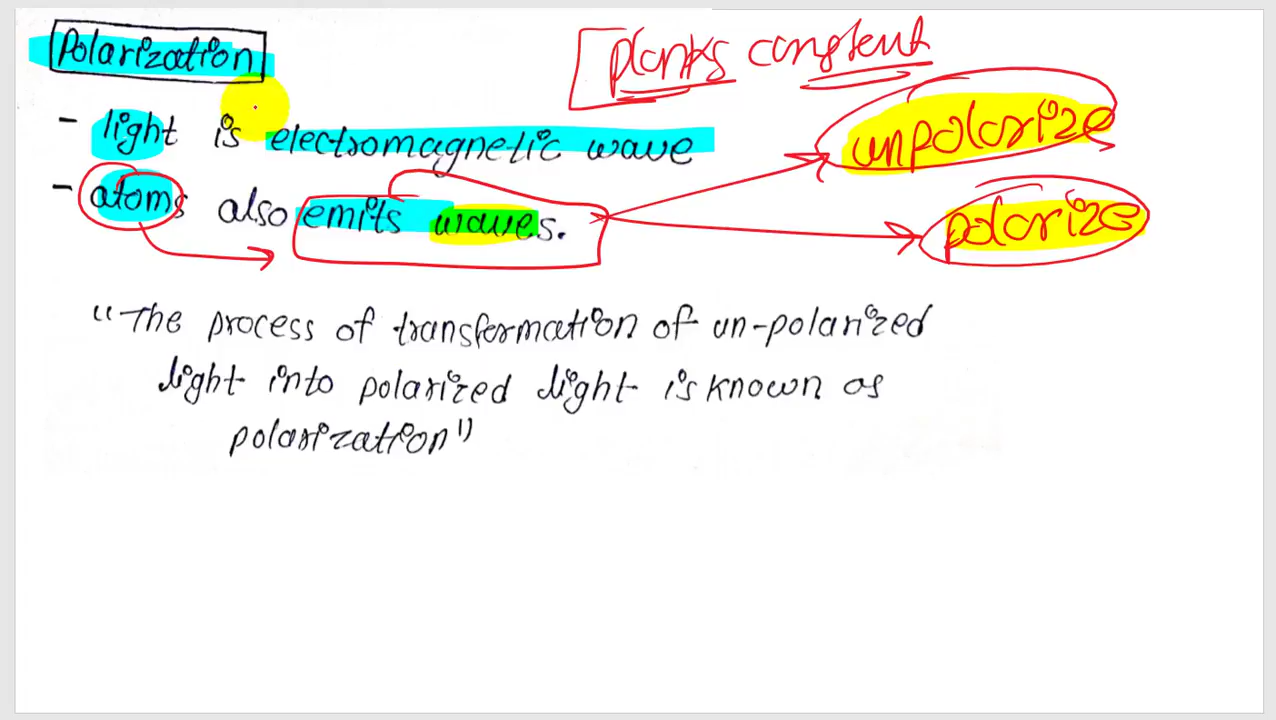 Polarization
planks constent
- light is electromagnetic wave
unpolarize
- atoms also emits waves.
polarize
"The process of transformation of un-polarized
light into polarized light is known as
polarization"